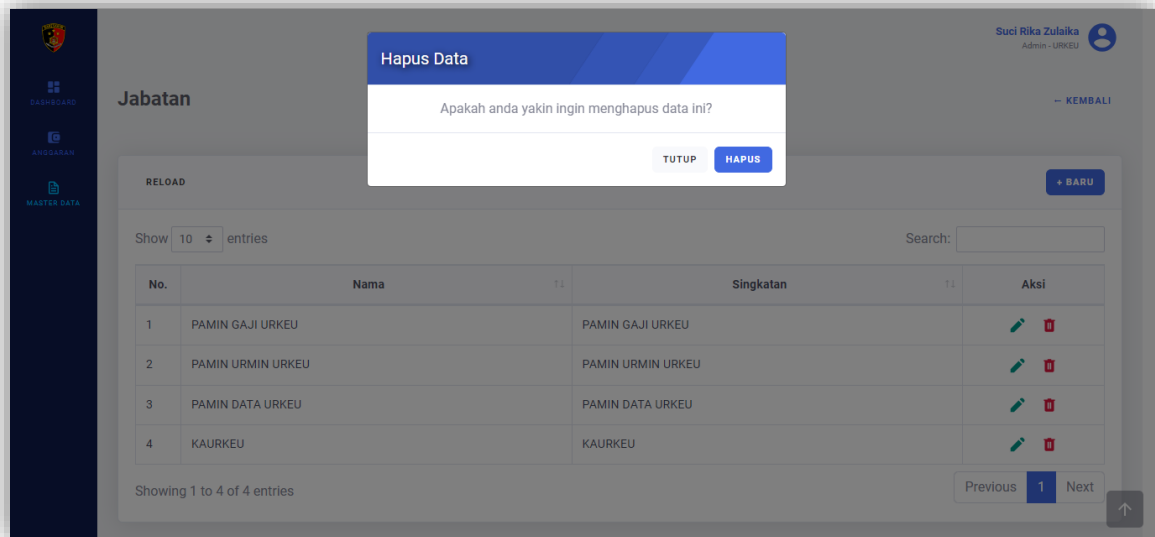 Suci Rika Zulaika
Admin - URKEU
Hapus Data
Apakah anda yakin ingin menghapus data ini?
TUTUP HAPUS
DASHBOARD
ANGGARAN
MASTER DATA
Jabatan
← KEMBALI
RELOAD
+ BARU
Show 10 entries
Search:
No. Nama Singkatan Aksi
1 PAMIN GAJI URKEU PAMIN GAJI URKEU
2 PAMIN URMIN URKEU PAMIN URMIN URKEU
3 PAMIN DATA URKEU PAMIN DATA URKEU
4 KAURKEU KAURKEU
Showing 1 to 4 of 4 entries
Previous 1 Next